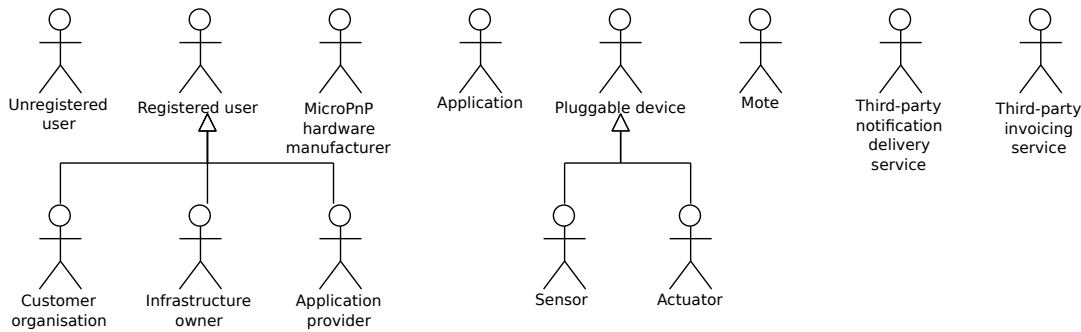 Unregistered
user
Registered user
MicroPnP
hardware
manufacturer
Application
Pluggable device
Mote
Third-party
notification
delivery
service
Third-party
invoicing
service
Customer
organisation
Infrastructure
owner
Application
provider
Sensor
Actuator